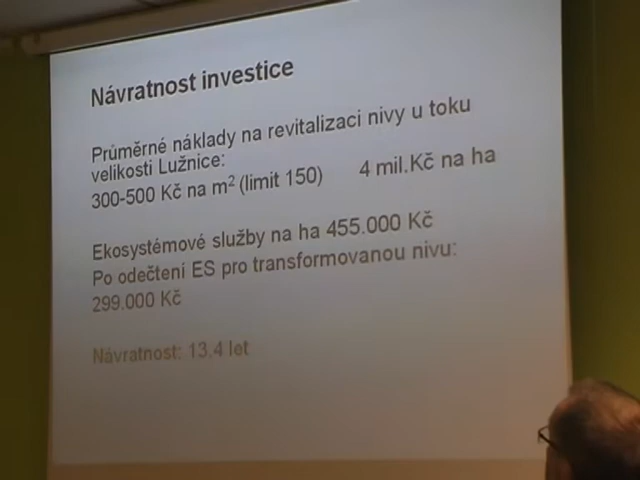 Návratnost investice
Průměrné náklady na revitalizaci nivy u toku
velikosti Lužnice:
300-500 Kč na m² (limit 150) 4 mil.Kč na ha
Ekosystémové služby na ha 455.000 Kč
Po odečtení ES pro transformovanou nivu:
299.000 Kč
Návratnost: 13.4 let